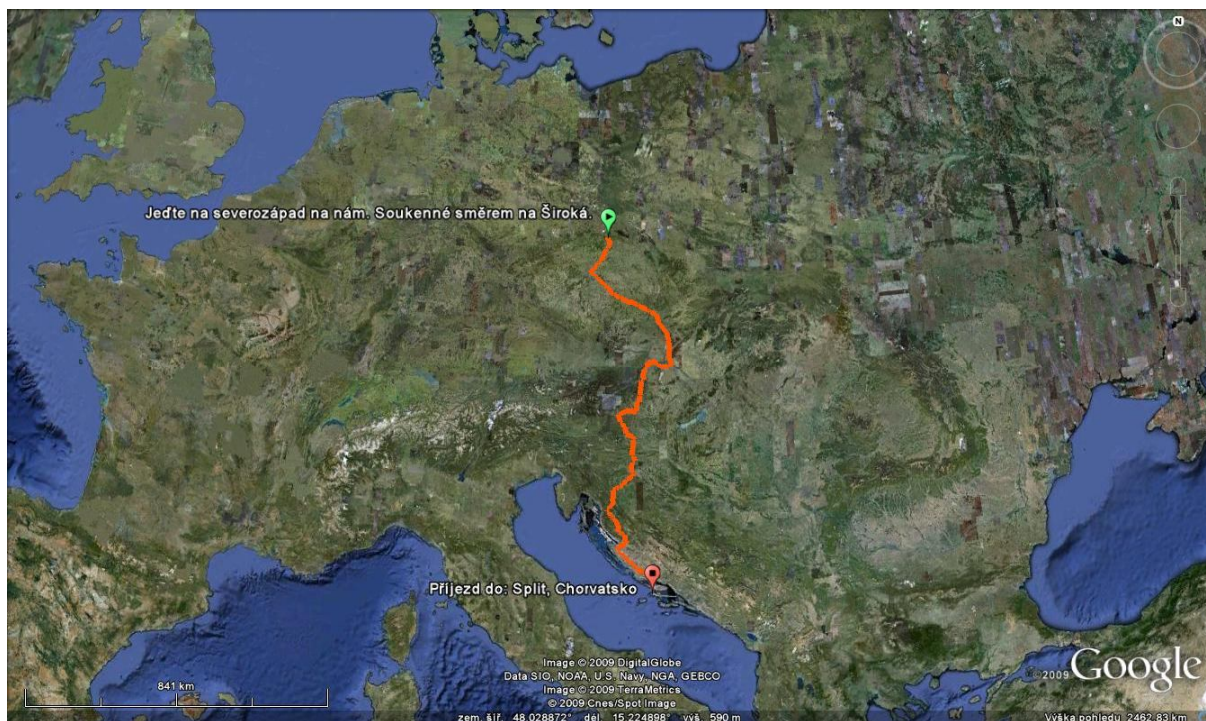 N
Jeďte na severozápad na nám. Soukenné směrem na Široká.
Příjezd do: Split, Chorvatsko
841 km
Image © 2009 DigitalGlobe
Data SIO, NOAA, U.S. Navy, NGA, GEBCO
Image © 2009 TerraMetrics
© 2009 Cnes/Spot Image
©2009 Google
zem. šíř. 48.028872° dél. 15.224898° výš. 590 m
Výška pohledu 2462.83 km